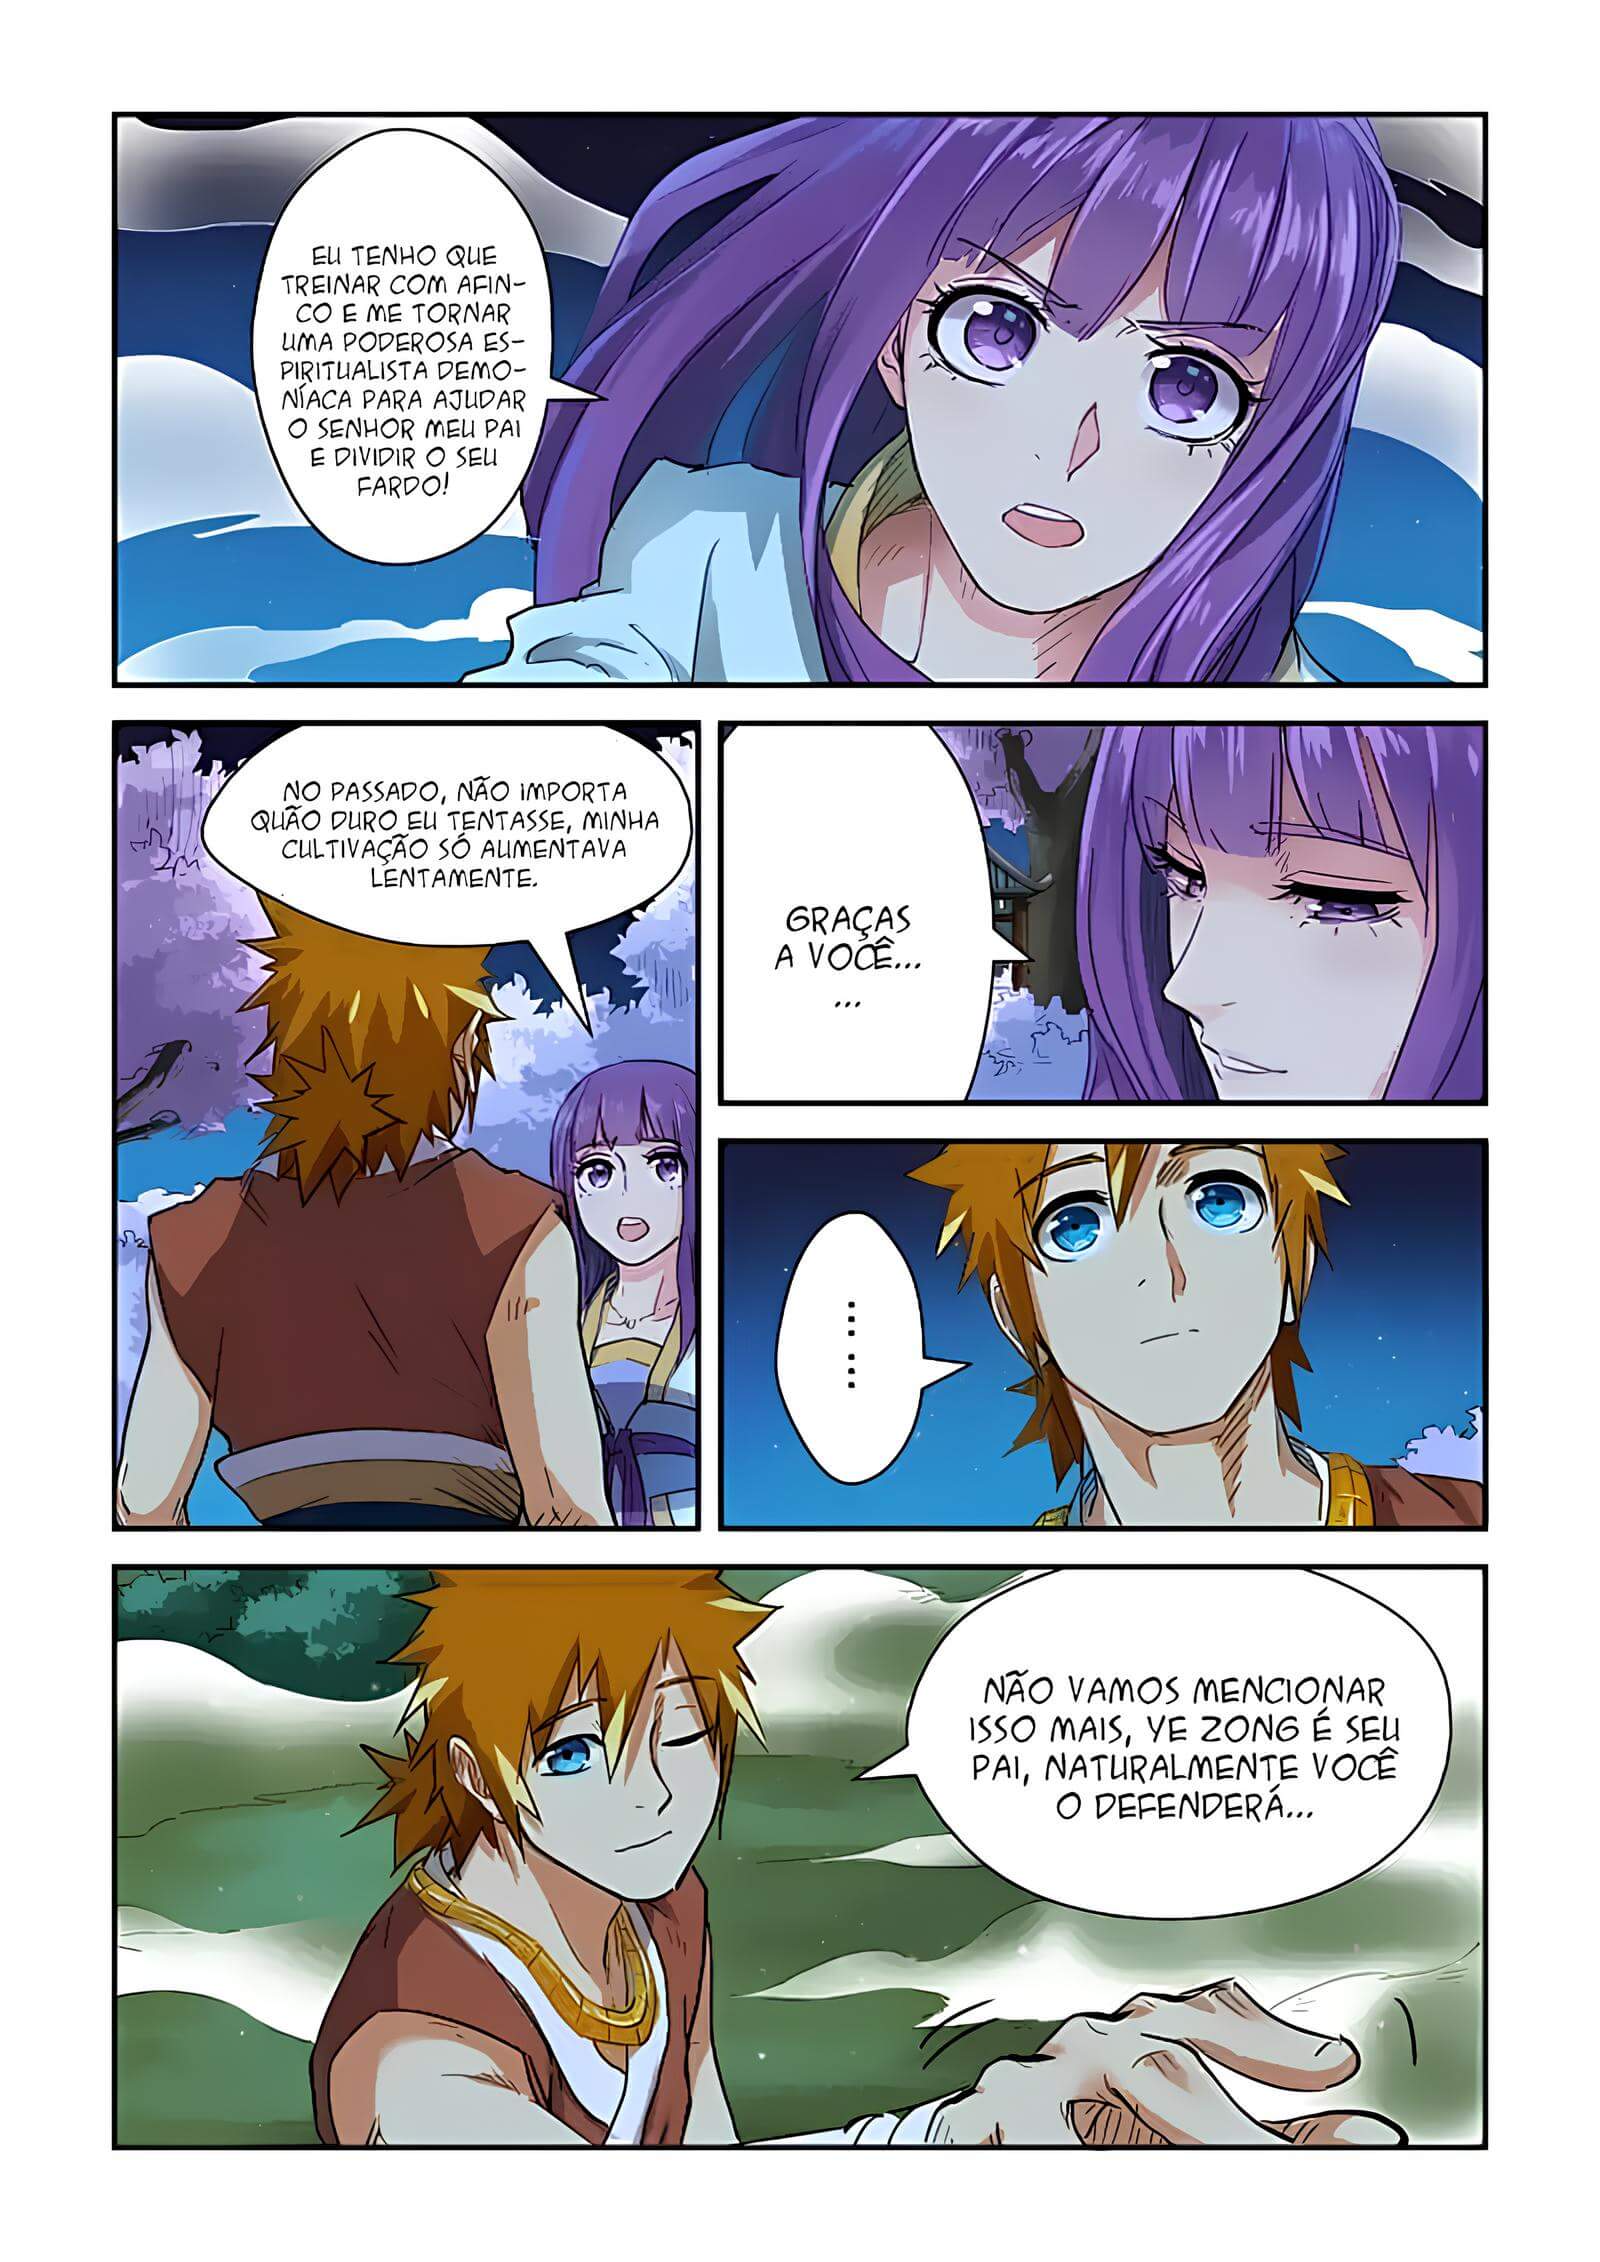 EU TENHO QUE
TREINAR COM AFIN-
CO E ME TORNAR
UMA PODEROSA ES-
PIRITUALISTA DEMO-
NÍACA PARA AJUDAR
O SENHOR MEU PAI
E DIVIDIR O SEU
FARDO!
NO PASSADO, NÃO IMPORTA
QUÃO DURO EU TENTASSE, MINHA
CULTIVAÇÃO SÓ AUMENTAVA
LENTAMENTE.
GRAÇAS
A VOCÊ...
...
......
NÃO VAMOS MENCIONAR
ISSO MAIS, YE ZONG É SEU
PAI, NATURALMENTE VOCÊ
O DEFENDERÁ...